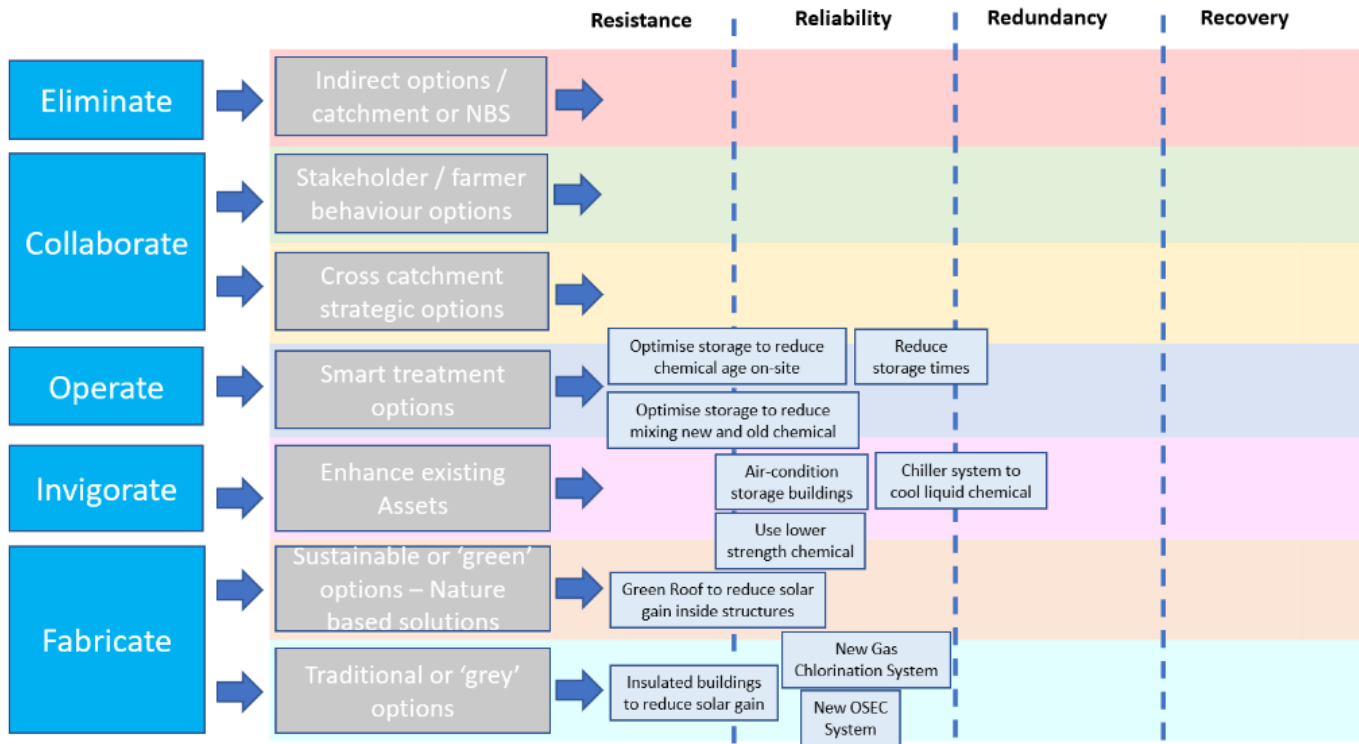 Resistance
Reliability
Redundancy
Recovery
Eliminate
Indirect options /
catchment or NBS
Collaborate
Stakeholder / farmer
behaviour options
Cross catchment
strategic options
Operate
Smart treatment
options
Optimise storage to reduce
chemical age on-site
Reduce
storage times
Optimise storage to reduce
mixing new and old chemical
Invigorate
Enhance existing
Assets
Air-condition
storage buildings
Chiller system to
cool liquid chemical
Use lower
strength chemical
Fabricate
Sustainable or ‘green’
options – Nature
based solutions
Green Roof to reduce solar
gain inside structures
Traditional or ‘grey’
options
Insulated buildings
to reduce solar gain
New Gas
Chlorination System
New OSEC
System